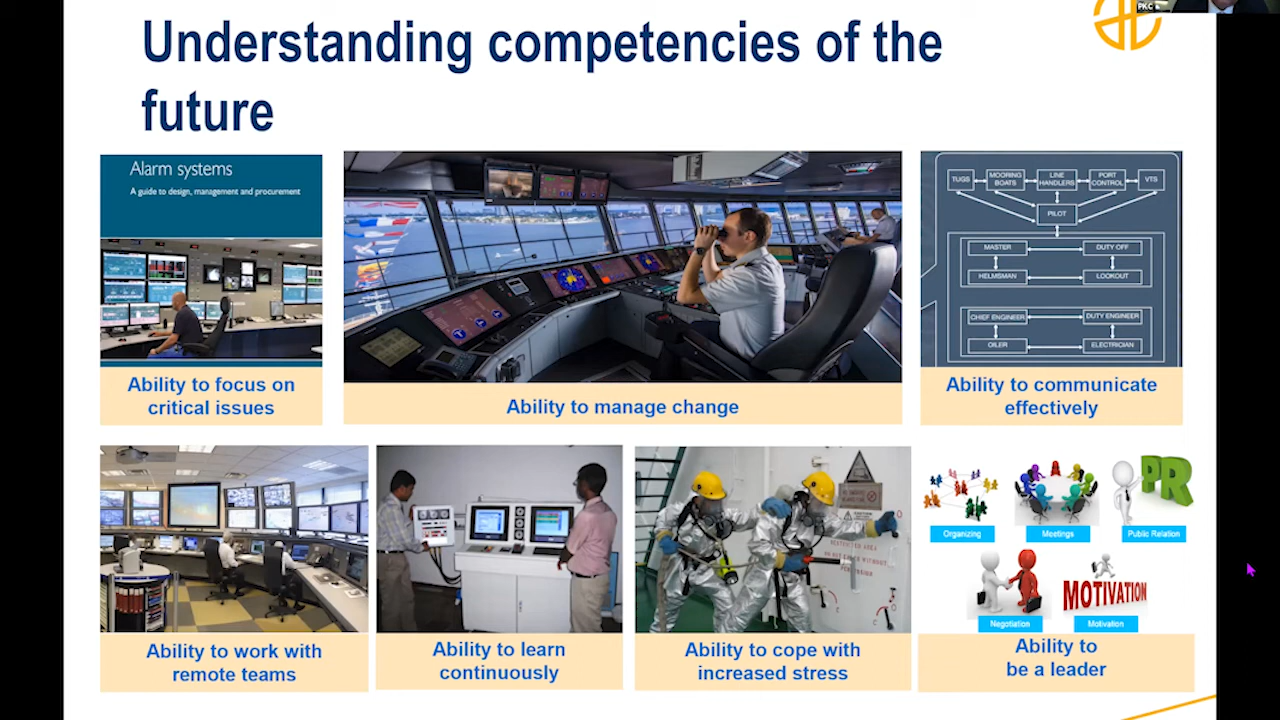 PKC
Understanding competencies of the
future
Alarm systems
A guide to design, management and procurement
Ability to focus on
critical issues
Ability to manage change
TUGS
MOORING
BOATS
LINE
HANDLERS
PORT
CONTROL
VTS
PILOT
MASTER
DUTY OFF
HELMSMAN
LOOKOUT
CHIEF ENGINEER
DUTY ENGINEER
OILER
ELECTRICIAN
Ability to communicate
effectively
Ability to work with
remote teams
Ability to learn
continuously
RESTRICTED AREA
Ability to cope with
increased stress
Organizing
Meetings
PR
Public Relation
Negotiation
MOTIVATION
Motivation
Ability to
be a leader